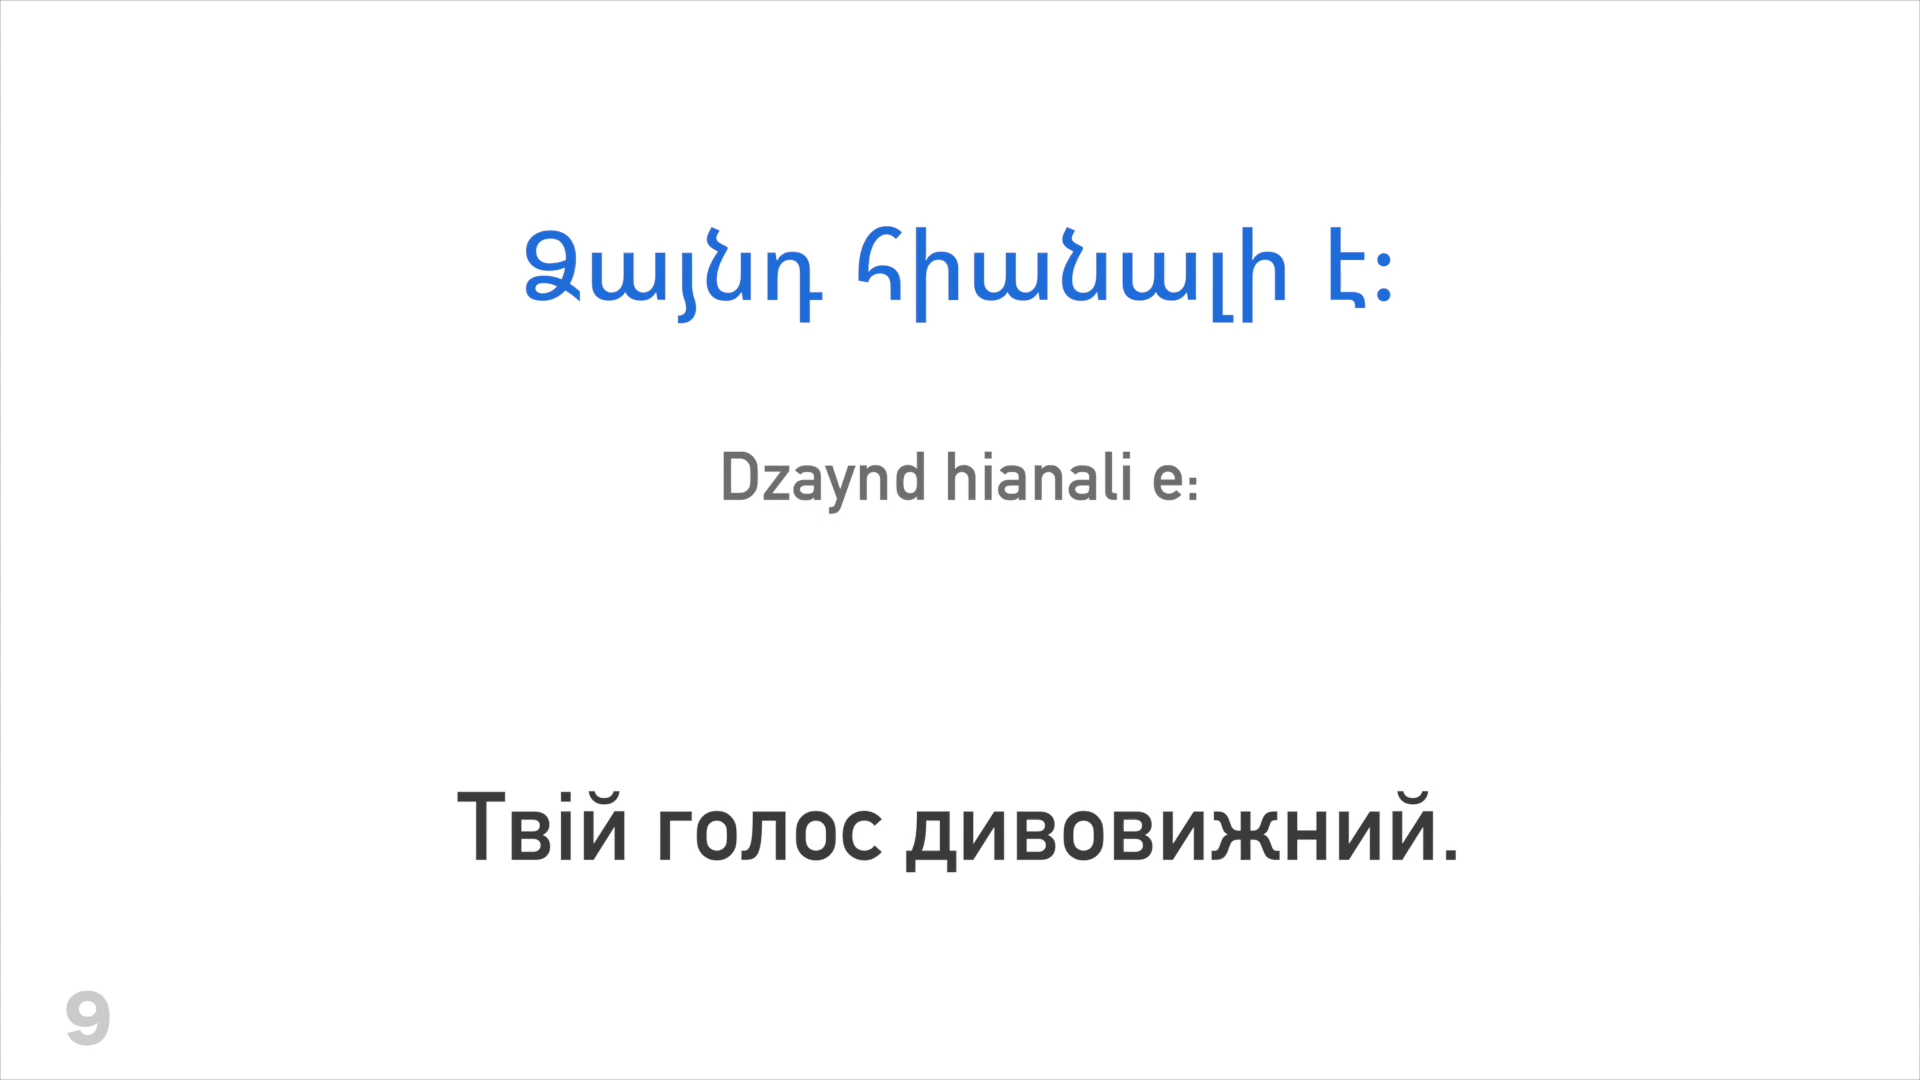 Ձայնդ հիանալի է:
Dzaynd hianali e:
Твій голос дивовижний.
9